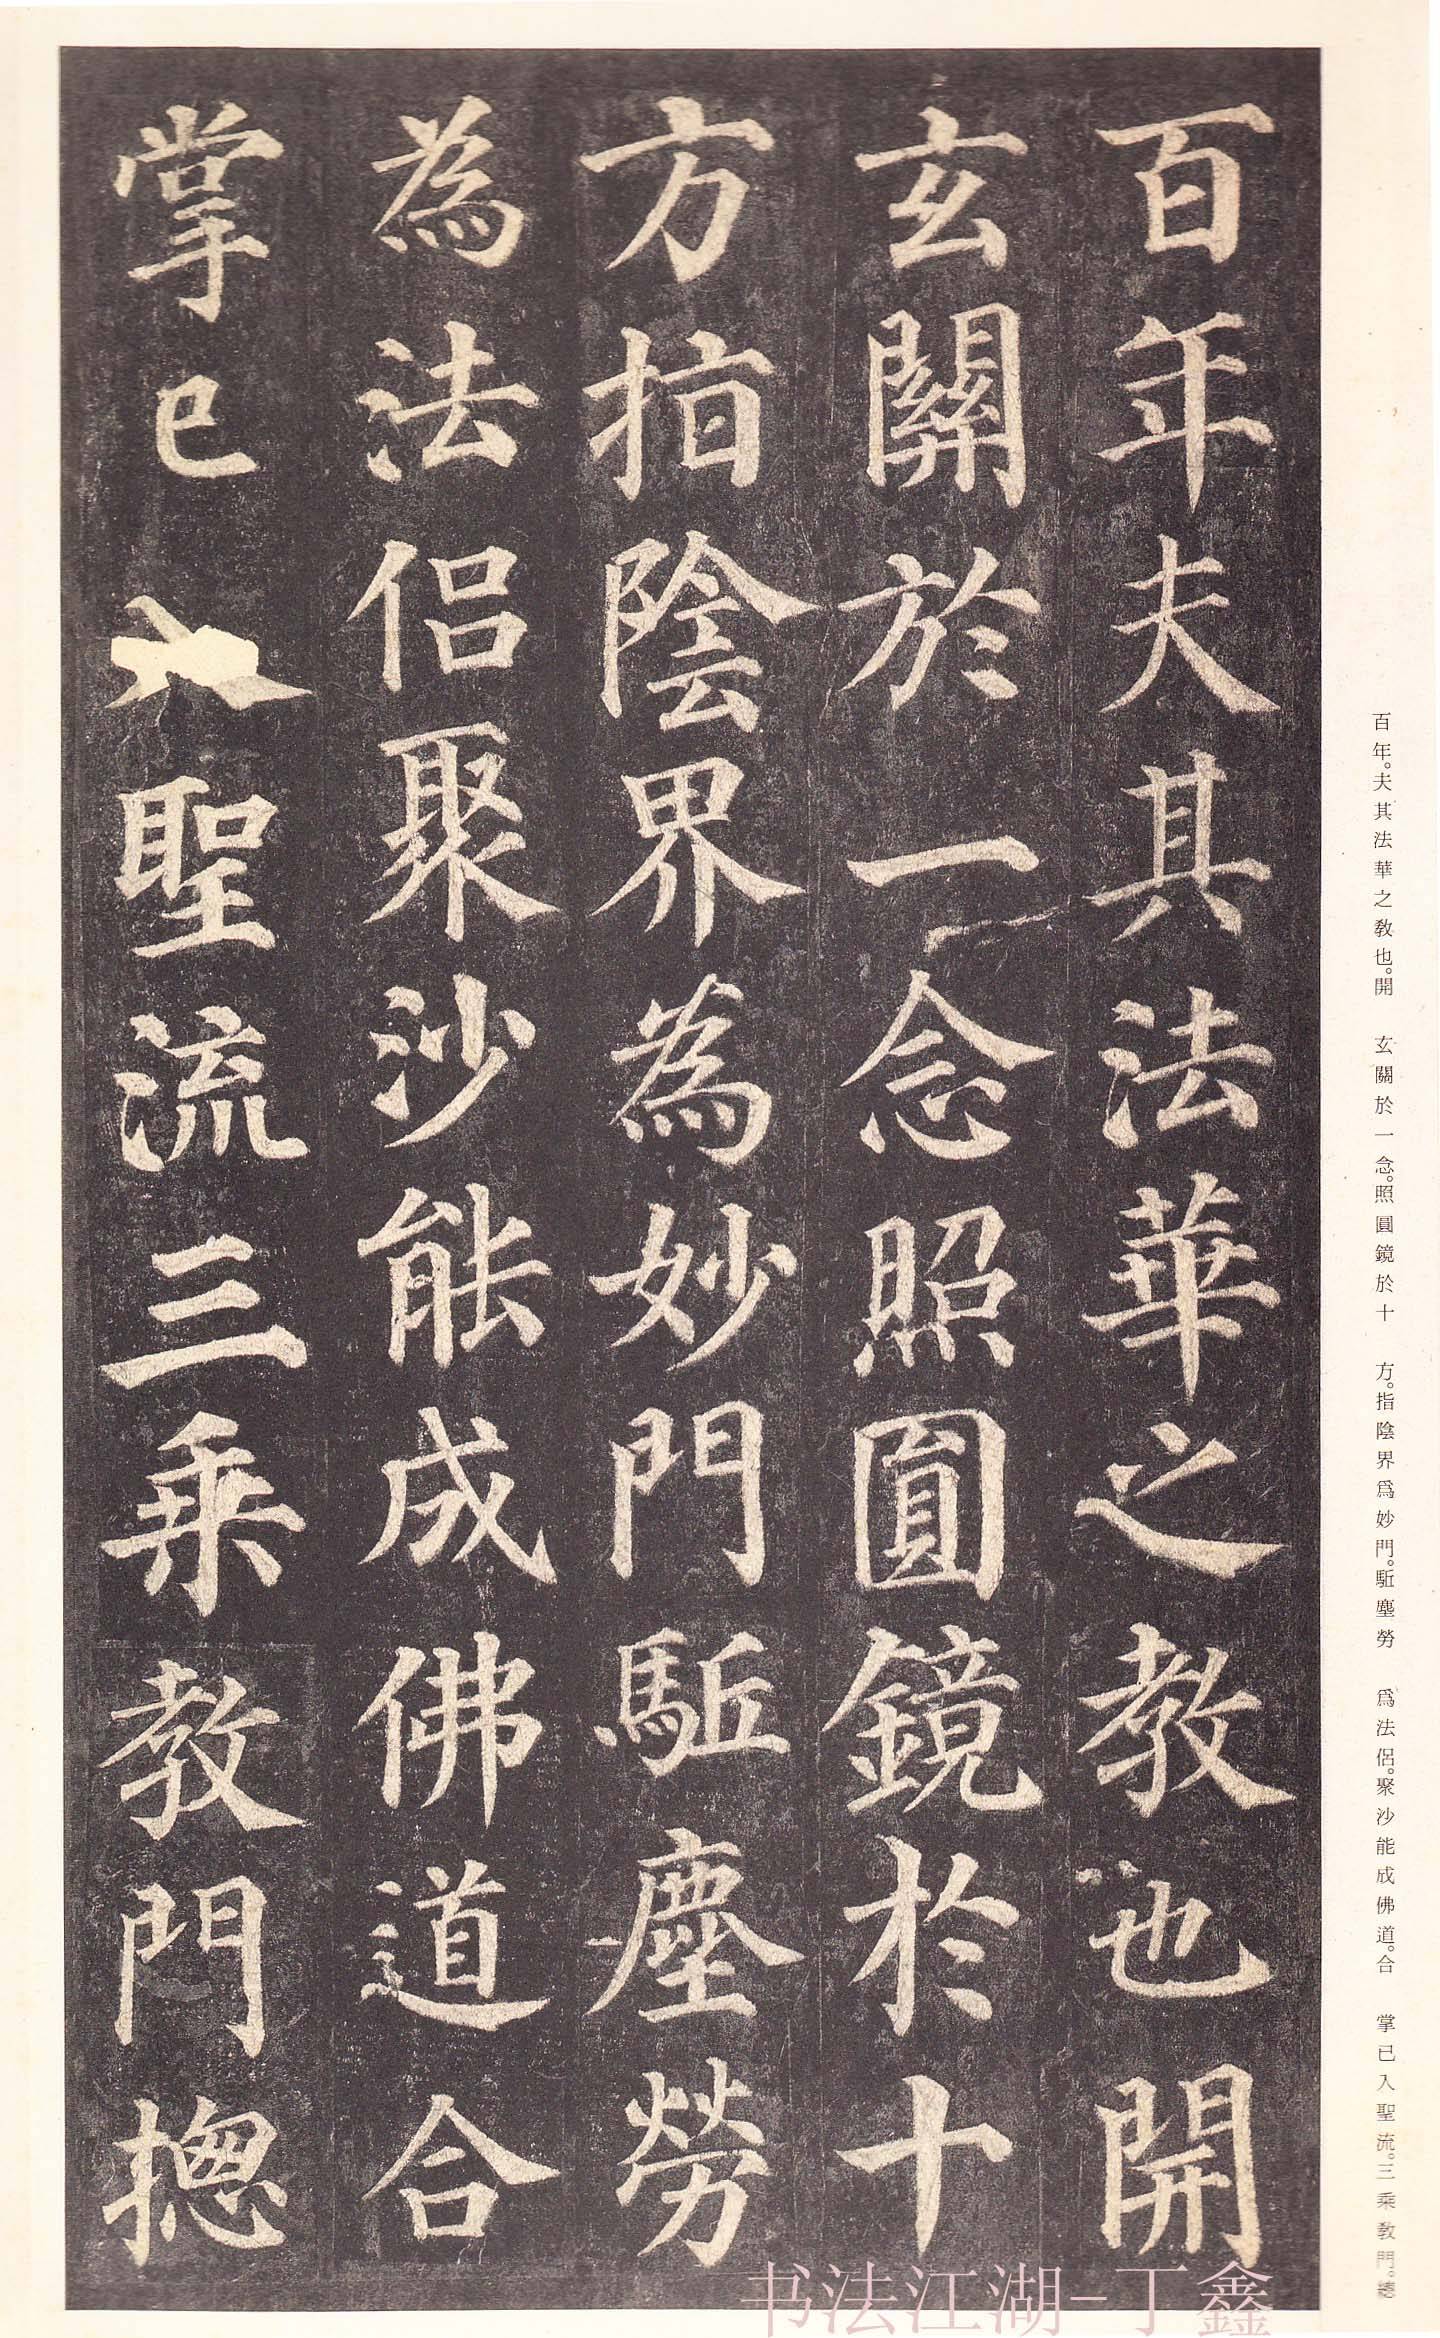 百年夫其法華之教也開
玄關於一念照圓鏡於十
方指陰界為妙門駈塵勞
為法侶聚沙能成佛道合
掌已入聖流三乘教門揔
百年。夫其法華之教也。開 玄關於一念。照圓鏡於十 方。指陰界爲妙門。駈塵勞 爲法侶。聚沙能成佛道。合 掌已入聖流。三乘教門。總
书法江湖-丁鑫